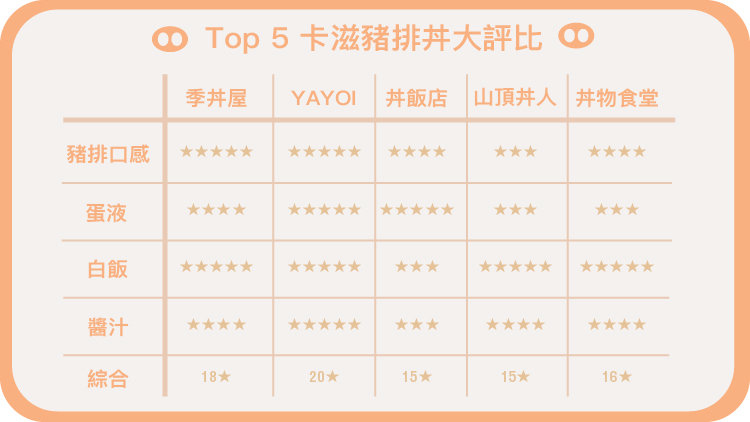 Top 5 卡滋豬排丼大評比
季丼屋 YAYOI 丼飯店 山頂丼人 丼物食堂
豬排口感 ★★★★★ ★★★★★ ★★★★ ★★★ ★★★★
蛋液 ★★★★ ★★★★★ ★★★★★ ★★★ ★★★
白飯 ★★★★★ ★★★★★ ★★★ ★★★★★ ★★★★★
醬汁 ★★★★ ★★★★★ ★★★ ★★★★ ★★★★
綜合 18★ 20★ 15★ 15★ 16★